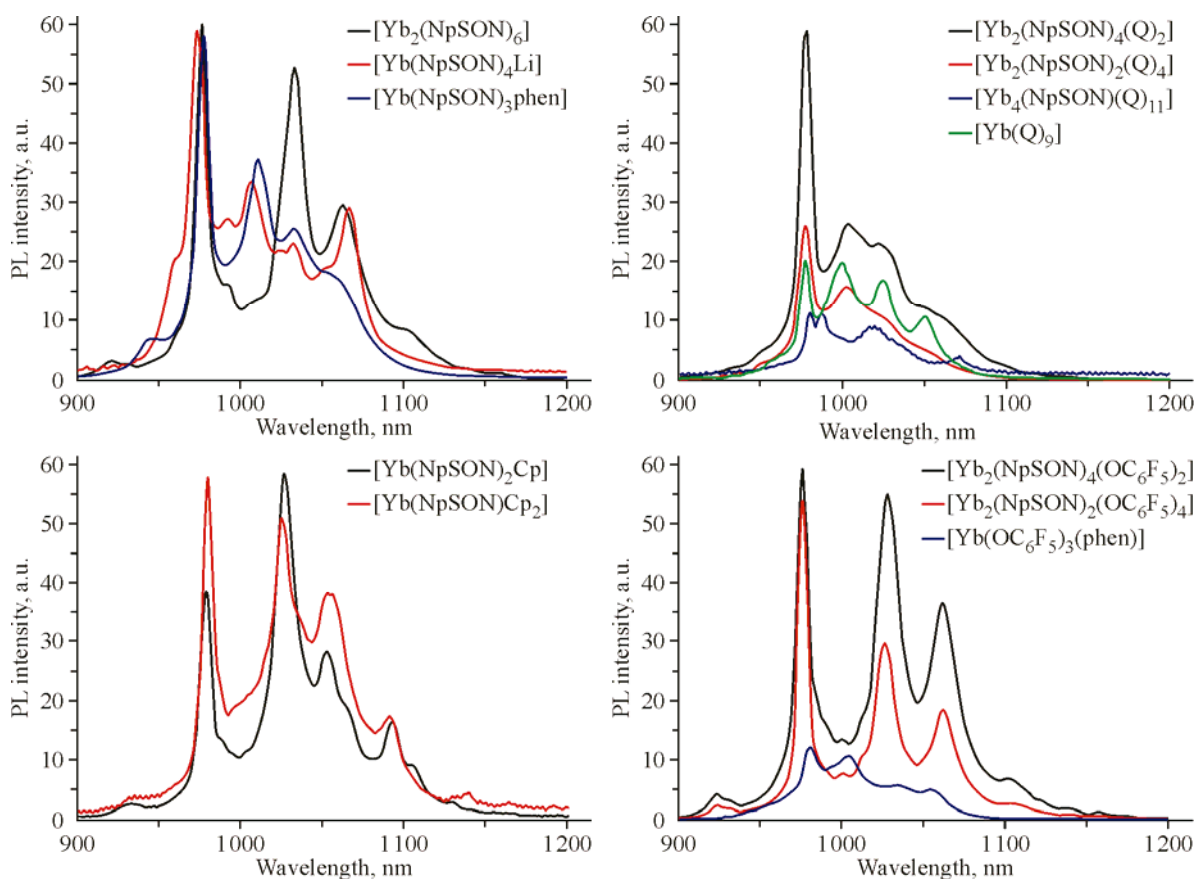 60
50
40
30
20
10
0
PL intensity, a.u.
[Yb₂(NpSON)₆]
[Yb(NpSON)₄Li]
[Yb(NpSON)₃phen]
900 1000 1100 1200
Wavelength, nm
60
50
40
30
20
10
0
PL intensity, a.u.
[Yb₂(NpSON)₄(Q)₂]
[Yb₂(NpSON)₂(Q)₄]
[Yb₄(NpSON)(Q)₁₁]
[Yb(Q)₉]
900 1000 1100 1200
Wavelength, nm
60
50
40
30
20
10
0
PL intensity, a.u.
[Yb(NpSON)₂Cp]
[Yb(NpSON)Cp₂]
900 1000 1100 1200
Wavelength, nm
60
50
40
30
20
10
0
PL intensity, a.u.
[Yb₂(NpSON)₄(OC₆F₅)₂]
[Yb₂(NpSON)₂(OC₆F₅)₄]
[Yb(OC₆F₅)₃(phen)]
900 1000 1100 1200
Wavelength, nm